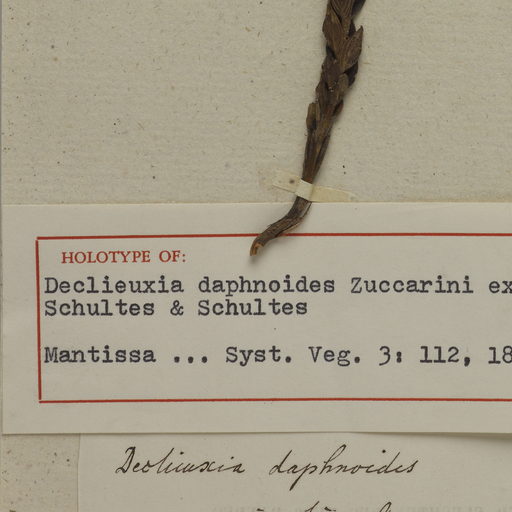 HOLOTYPE OF:
Declieuxia daphnoides Zuccarini ex
Schultes & Schultes
Mantissa ... Syst. Veg. 3: 112, 18
Declieuxia daphnoides